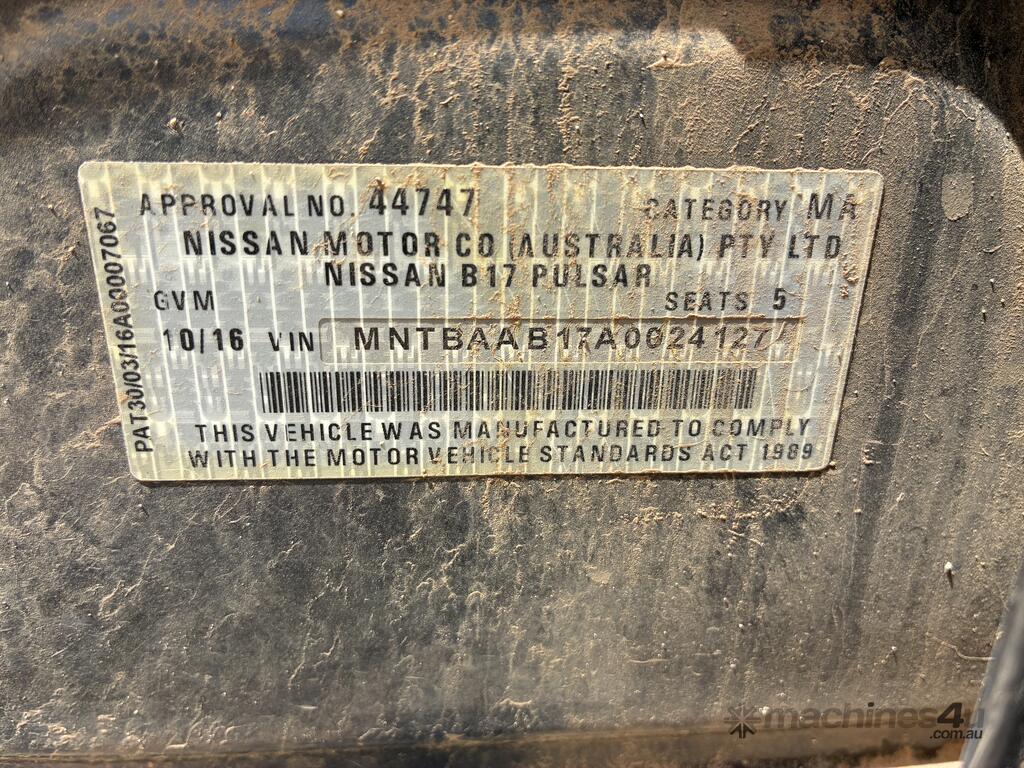 APPROVAL NO. 44747 CATEGORY MA
NISSAN MOTOR CO (AUSTRALIA) PTY LTD
NISSAN B17 PULSAR
GVM SEATS 5
10/16 VIN MNTBAAB17A0024127
THIS VEHICLE WAS MANUFACTURED TO COMPLY
WITH THE MOTOR VEHICLE STANDARDS ACT 1989
PAT30/03/16A00007067
machines4u
.com.au